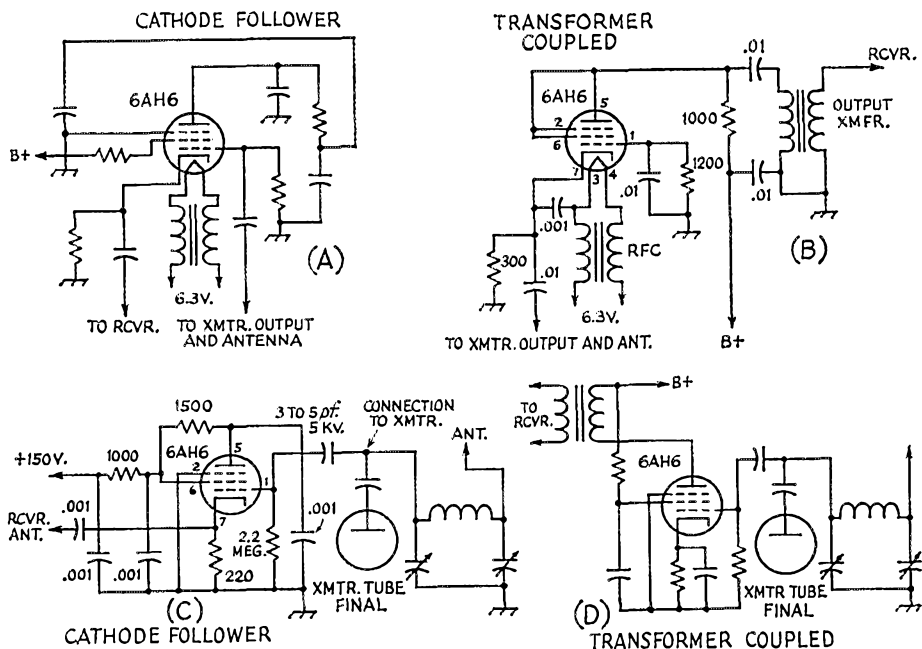 CATHODE FOLLOWER
6AH6
B+
6.3V.
(A)
TO RCVR.
TO XMTR. OUTPUT
AND ANTENNA
TRANSFORMER
COUPLED
.01
RCVR.
6AH6
5
2
6
1
1000
OUTPUT
XMFR.
7
3
4
1200
.01
.01
.001
RFC
(B)
300
.01
6.3V.
TO XMTR. OUTPUT AND ANT.
B+
1500
3 TO 5 pf.
5 KV.
CONNECTION
TO XMTR.
ANT.
+150V.
1000
6AH6
5
2
6
1
.001
RCVR.
ANT.
7
2.2
MEG.
.001
.001
.001
220
XMTR. TUBE
FINAL
(C)
CATHODE FOLLOWER
B+
TO
RCVR.
6AH6
XMTR TUBE
FINAL
(D)
TRANSFORMER COUPLED